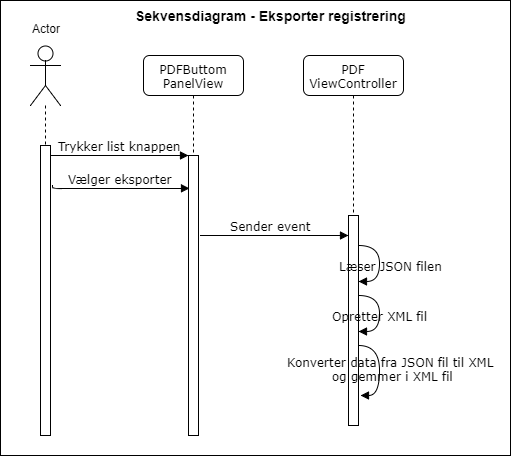 Sekvensdiagram - Eksporter registrering
Actor
PDFButtom
PanelView
PDF
ViewController
Trykker list knappen
Vælger eksporter
Sender event
Læser JSON filen
Opretter XML fil
Konverter data fra JSON fil til XML
og gemmer i XML fil